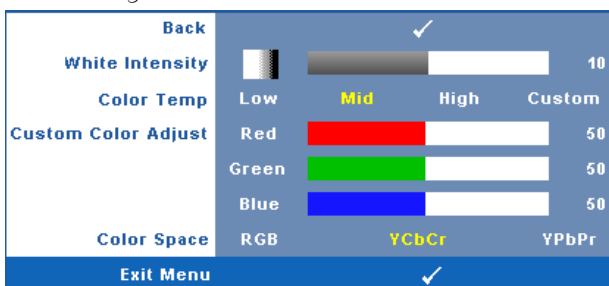 Back
White Intensity 10
Color Temp Low Mid High Custom
Custom Color Adjust Red 50
Green 50
Blue 50
Color Space RGB YCbCr YPbPr
Exit Menu